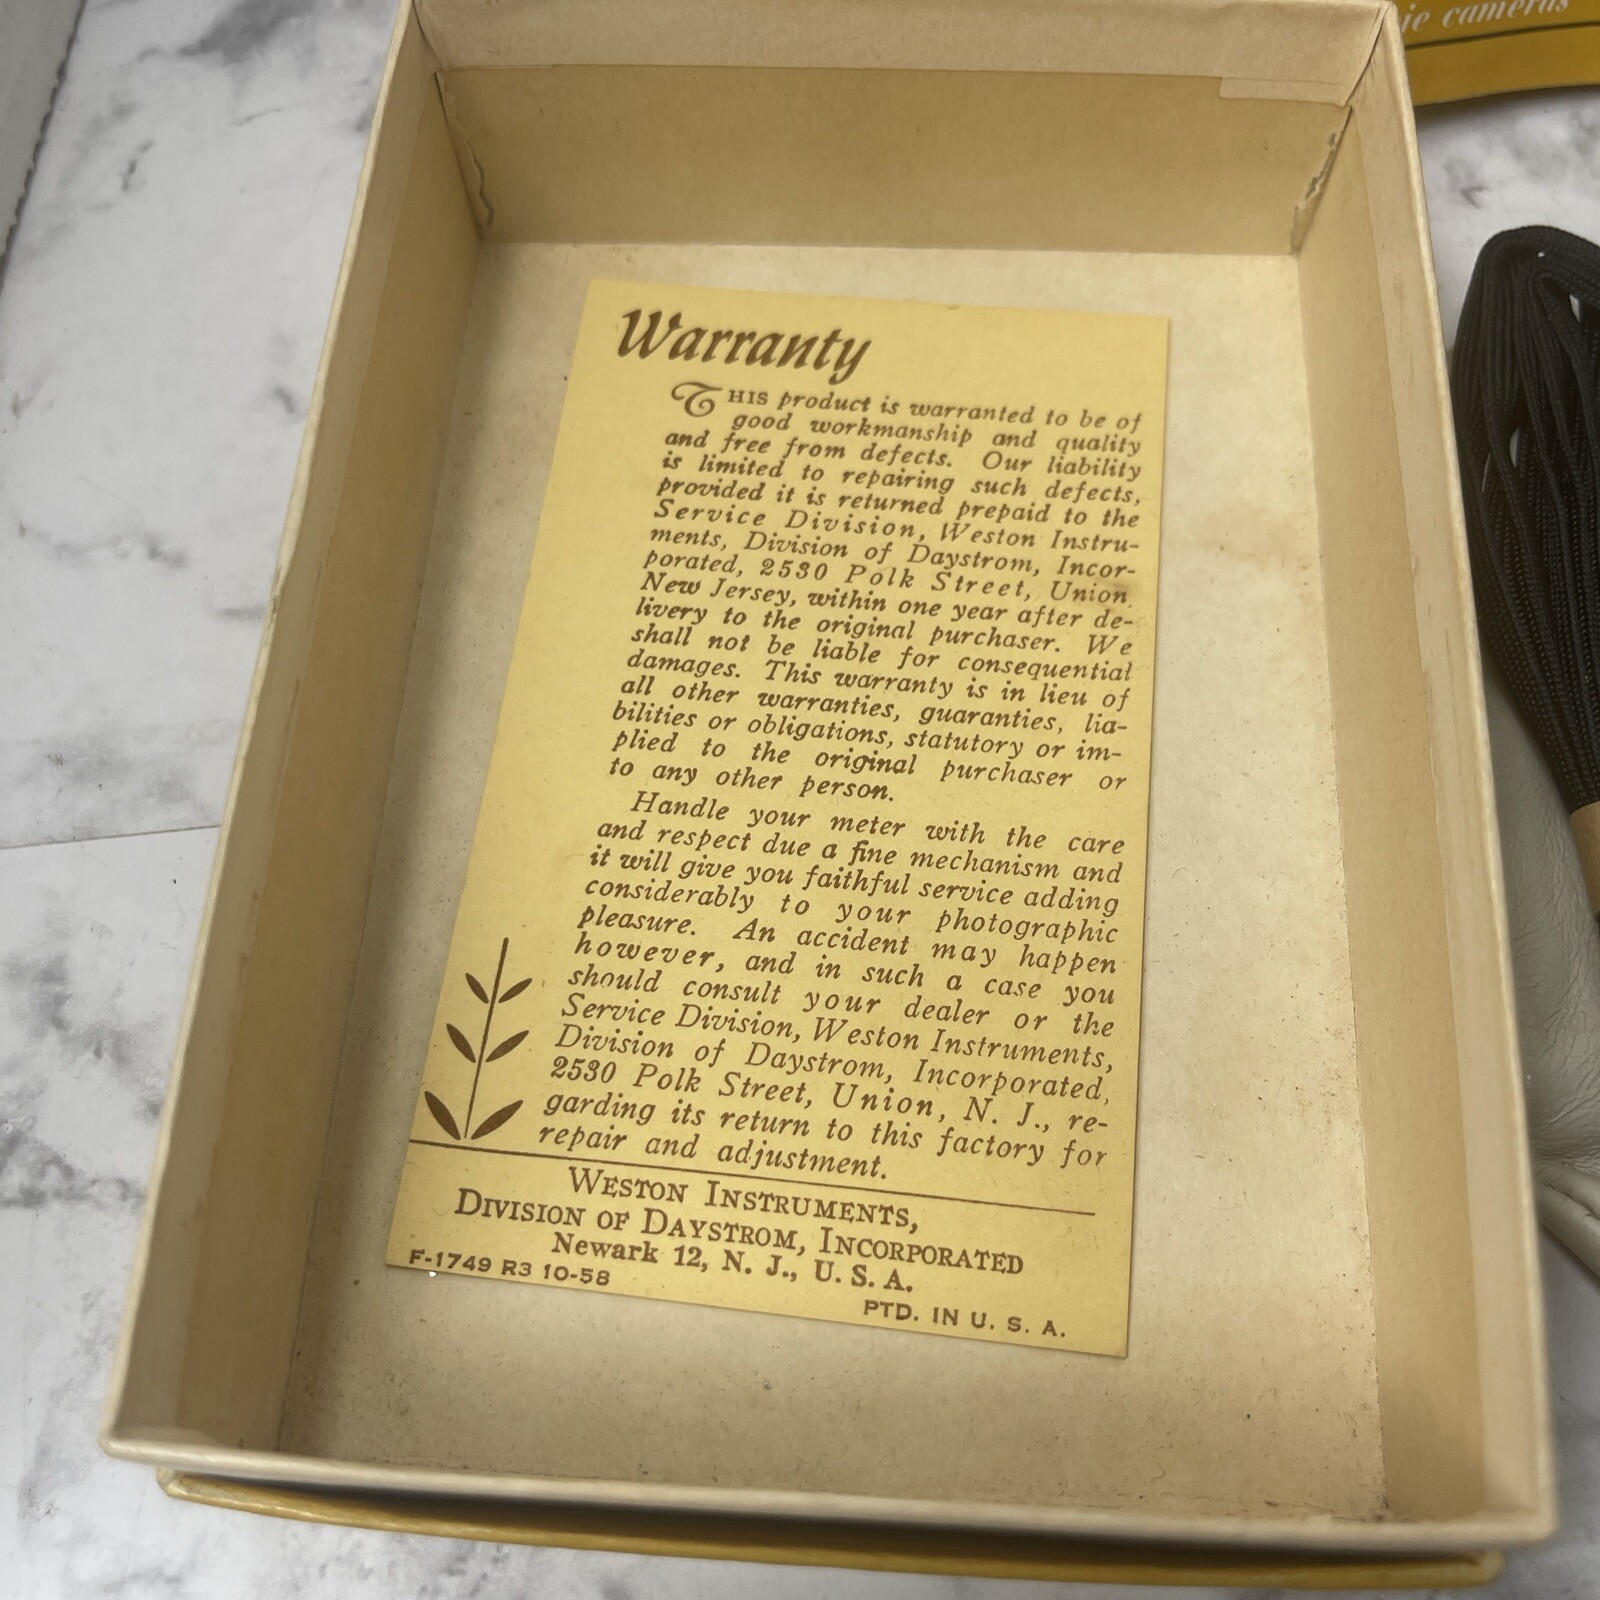 ie cameras
Warranty
THIS product is warranted to be of
good workmanship and quality
and free from defects. Our liability
is limited to repairing such defects,
provided it is returned prepaid to the
Service Division, Weston Instru-
ments, Division of Daystrom, Incor-
porated, 2530 Polk Street, Union,
New Jersey, within one year after de-
livery to the original purchaser. We
shall not be liable for consequential
damages. This warranty is in lieu of
all other warranties, guaranties, lia-
bilities or obligations, statutory or im-
plied to the original purchaser or
to any other person.
Handle your meter with the care
and respect due a fine mechanism and
it will give you faithful service adding
considerably to your photographic
pleasure. An accident may happen
however, and in such a case you
should consult your dealer or the
Service Division, Weston Instruments,
Division of Daystrom, Incorporated,
2530 Polk Street, Union, N. J., re-
garding its return to this factory for
repair and adjustment.
WESTON INSTRUMENTS,
DIVISION OF DAYSTROM, INCORPORATED
Newark 12, N. J., U. S. A.
F-1749 R3 10-58
PTD. IN U. S. A.